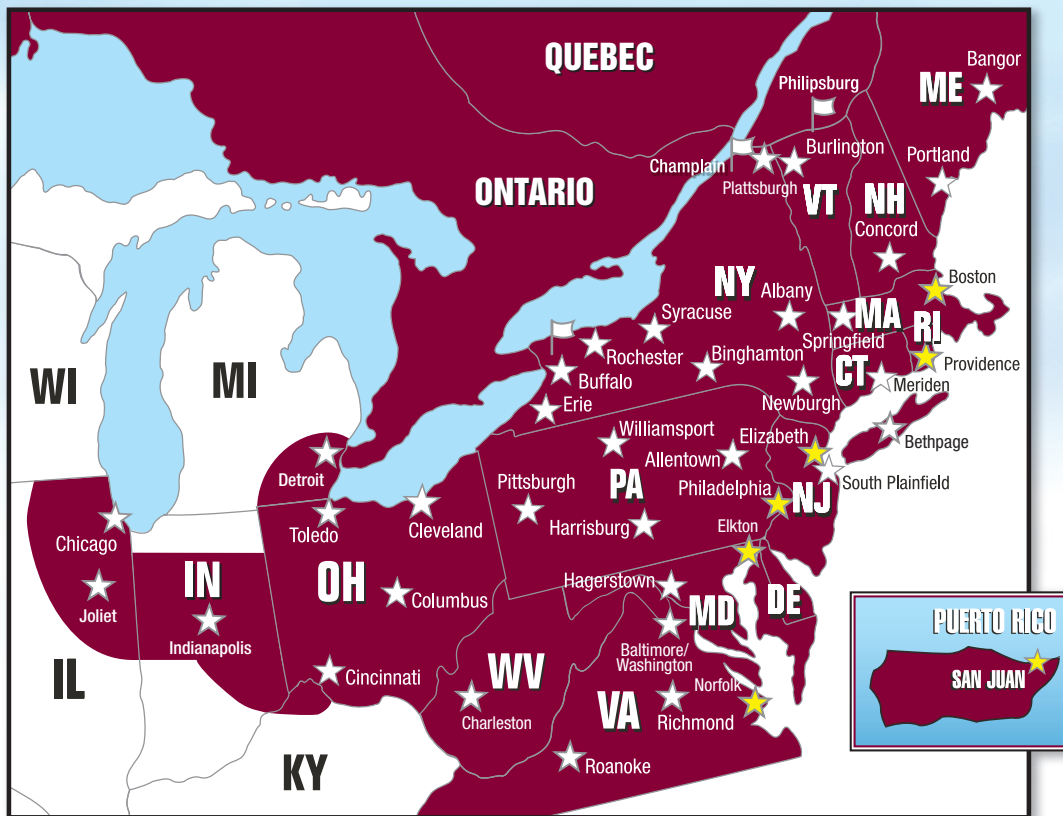 QUEBEC
Bangor
ME
Philipsburg
Burlington
Champlain
Portland
Plattsburgh
ONTARIO
VT
NH
Concord
Boston
NY
Albany
Syracuse
MA
RI
Springfield
Rochester
Binghamton
Providence
CT
WI
MI
Buffalo
Meriden
Newburgh
Erie
Williamsport
Elizabeth
Bethpage
Allentown
Detroit
Pittsburgh
PA
Philadelphia
South Plainfield
NJ
Toledo
Cleveland
Harrisburg
Elkton
Chicago
IN
OH
Hagerstown
DE
Columbus
MD
Joliet
Indianapolis
Baltimore/
Washington
PUERTO RICO
SAN JUAN
IL
Cincinnati
WV
Norfolk
VA
Charleston
Richmond
KY
Roanoke